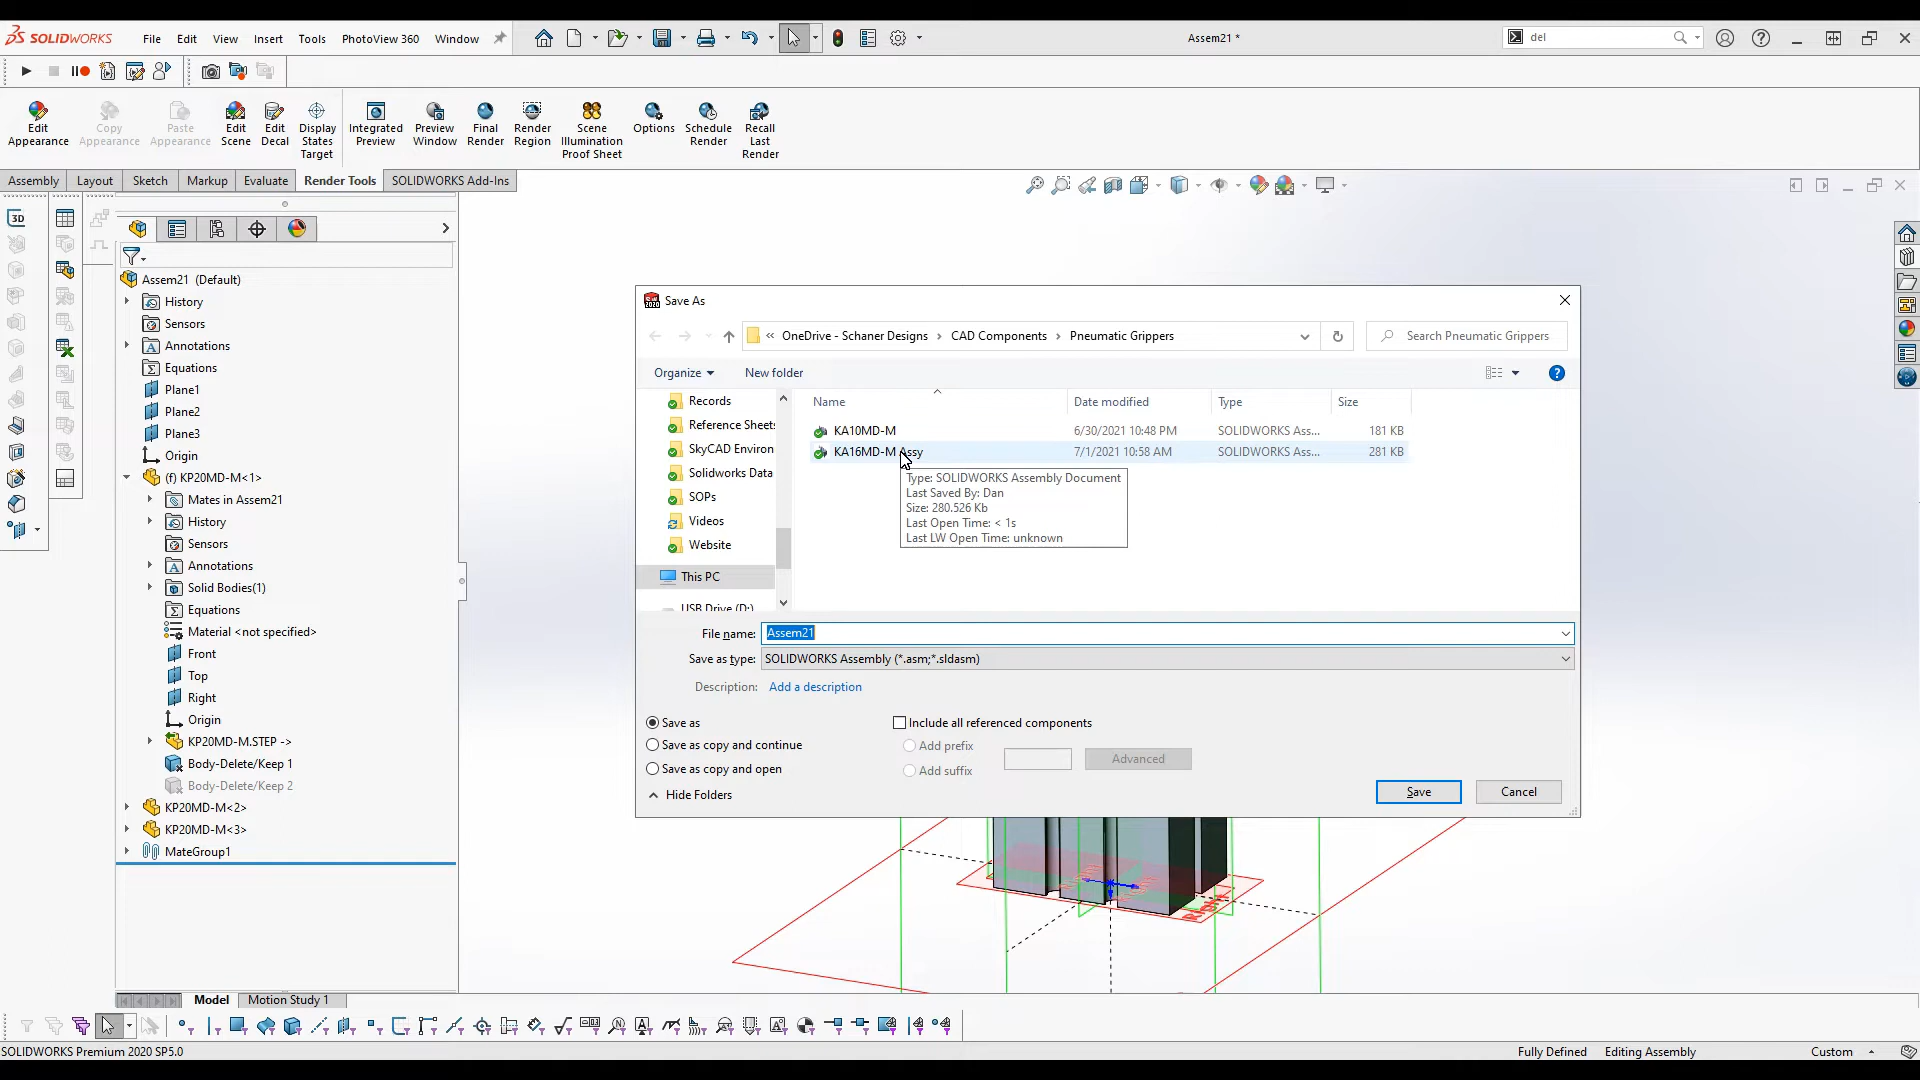 SOLIDWORKS File Edit View Insert Tools PhotoView 360 Window Assem21 * del
Edit Appearance
Copy Appearance
Paste Appearance
Edit Scene
Edit Decal
Display States Target
Integrated Preview
Preview Window
Final Render
Render Region
Scene Illumination Proof Sheet
Options
Schedule Render
Recall Last Render
Assembly Layout Sketch Markup Evaluate Render Tools SOLIDWORKS Add-Ins
3D
Assem21 (Default)
History
Sensors
Annotations
Equations
Plane1
Plane2
Plane3
Origin
(f) KP20MD-M<1>
Mates in Assem21
History
Sensors
Annotations
Solid Bodies(1)
Equations
Material <not specified>
Front
Top
Right
Origin
KP20MD-M.STEP ->
Body-Delete/Keep 1
Body-Delete/Keep 2
KP20MD-M<2>
KP20MD-M<3>
MateGroup1
Save As
« OneDrive - Schaner Designs › CAD Components › Pneumatic Grippers
Search Pneumatic Grippers
Organize New folder
Records
Reference Sheets
SkyCAD Environ
Solidworks Data
SOPs
Videos
Website
This PC
USB Drive (D:)
Name Date modified Type Size
KA10MD-M 6/30/2021 10:48 PM SOLIDWORKS Ass... 181 KB
KA16MD-M Assy 7/1/2021 10:58 AM SOLIDWORKS Ass... 281 KB
Type: SOLIDWORKS Assembly Document
Last Saved By: Dan
Size: 280.526 Kb
Last Open Time: < 1s
Last LW Open Time: unknown
File name: Assem21
Save as type: SOLIDWORKS Assembly (*.asm;*.sldasm)
Description: Add a description
Save as
Save as copy and continue
Save as copy and open
Include all referenced components
Add prefix
Add suffix
Advanced
Hide Folders
Save Cancel
Right
Model Motion Study 1
SOLIDWORKS Premium 2020 SP5.0 Fully Defined Editing Assembly Custom